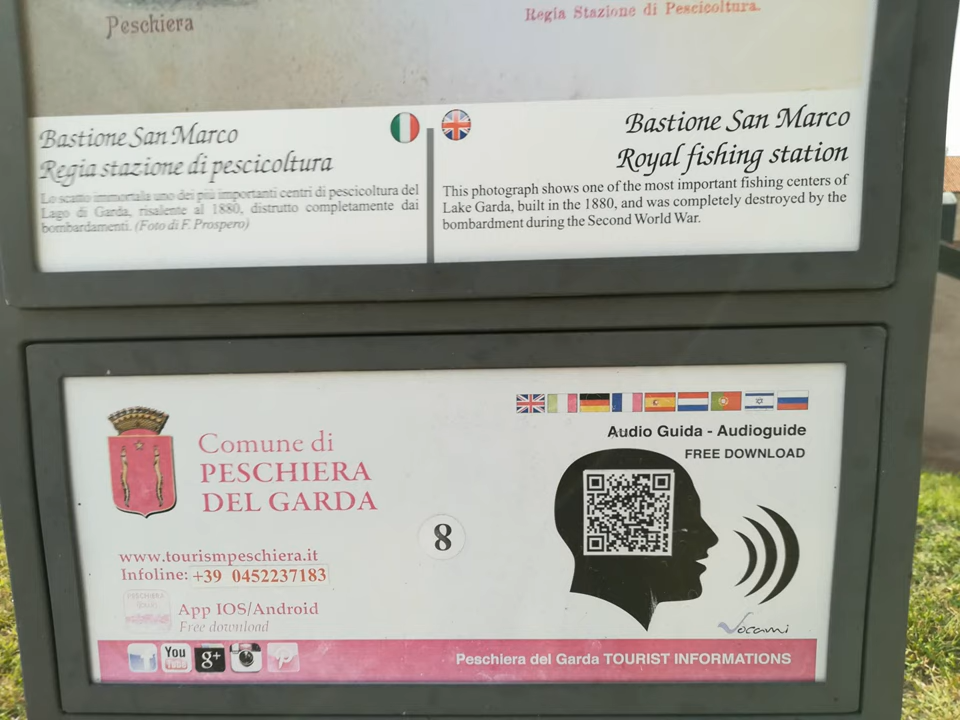 Peschiera
Regia Stazione di Pescicoltura.
Bastione San Marco
Regia stazione di pescicoltura
Lo scatto immortala uno dei più importanti centri di pescicoltura del
Lago di Garda, risalente al 1880, distrutto completamente dai
bombardamenti. (Foto di F. Prospero)
Bastione San Marco
Royal fishing station
This photograph shows one of the most important fishing centers of
Lake Garda, built in the 1880, and was completely destroyed by the
bombardment during the Second World War.
Comune di
PESCHIERA
DEL GARDA
www.tourismpeschiera.it
Infoline: +39 0452237183
PESCHIERA
App IOS/Android
Free download
8
Audio Guida - Audioguide
FREE DOWNLOAD
Vocami
f
You
Tube
g+
Peschiera del Garda TOURIST INFORMATIONS